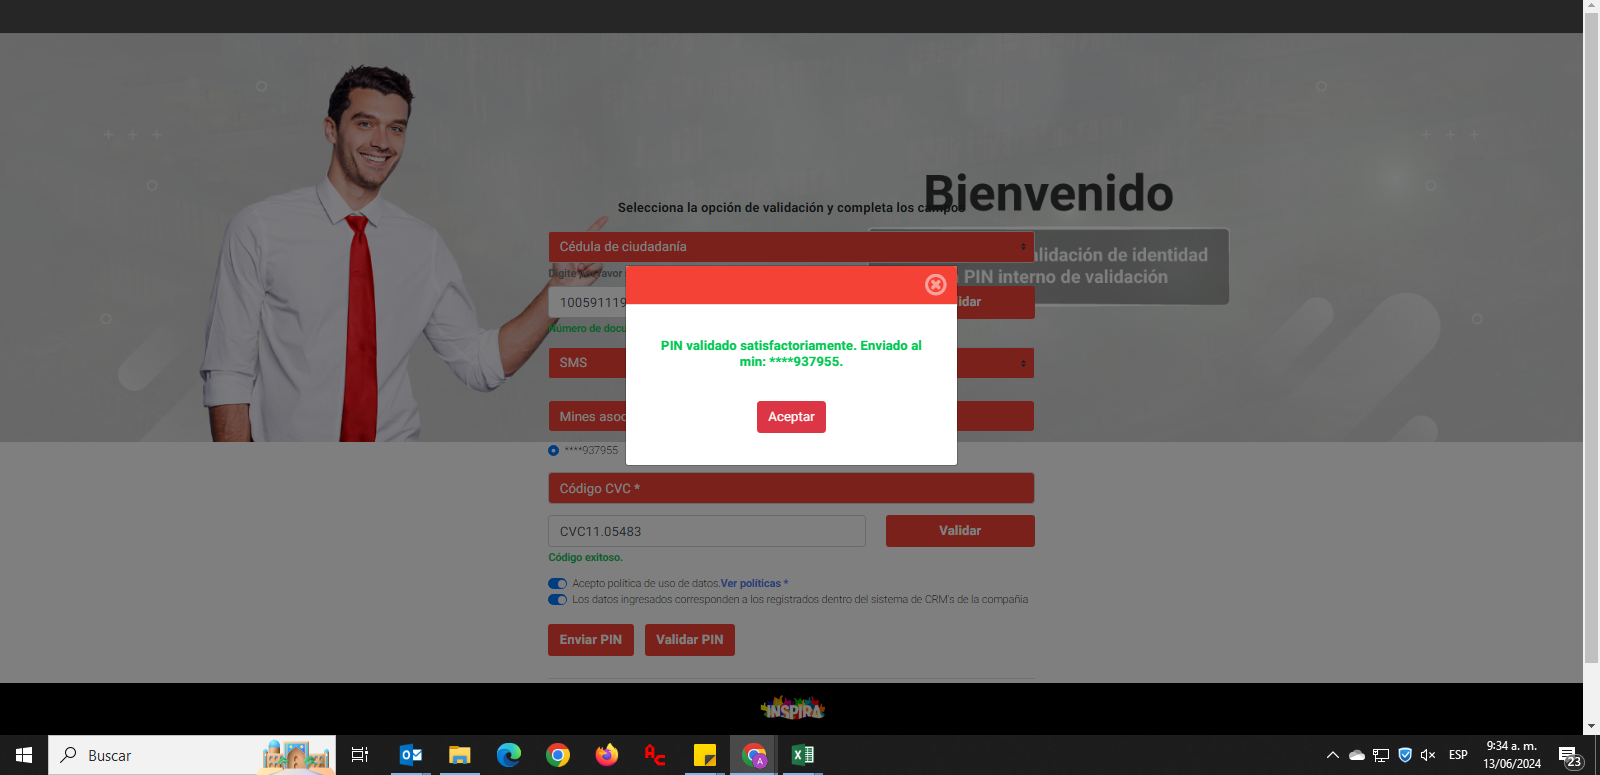 Bienvenido
Selecciona la opción de validación y completa los campos
Cédula de ciudadanía
alidación de identidad
PIN interno de validación
Digite
favor
100591119
idar
Número de docu
PIN validado satisfactoriamente. Enviado al
min: ****937955.
SMS
Aceptar
Mines asoc
****937955
Código CVC *
CVC11.05483
Validar
Código exitoso.
Acepto política de uso de datos.Ver políticas *
Los datos ingresados corresponden a los registrados dentro del sistema de CRM's de la compañia
Enviar PIN
Validar PIN
INSPIRA
Buscar
ESP
9:34 a. m.
13/06/2024
23